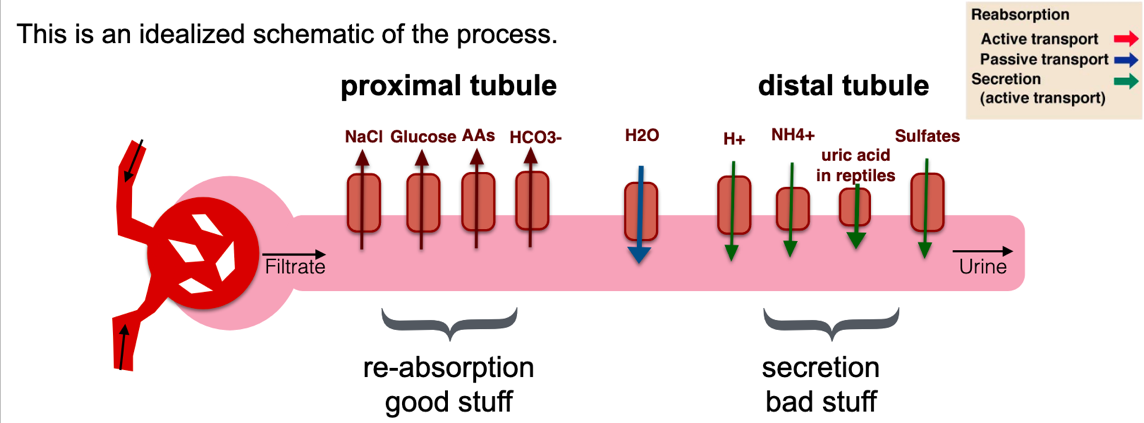 This is an idealized schematic of the process.
Reabsorption
Active transport
Passive transport
Secretion
(active transport)
proximal tubule
distal tubule
NaCl Glucose AAs HCO3-
H2O
H+ NH4+
uric acid
in reptiles
Sulfates
Filtrate
Urine
re-absorption
good stuff
secretion
bad stuff